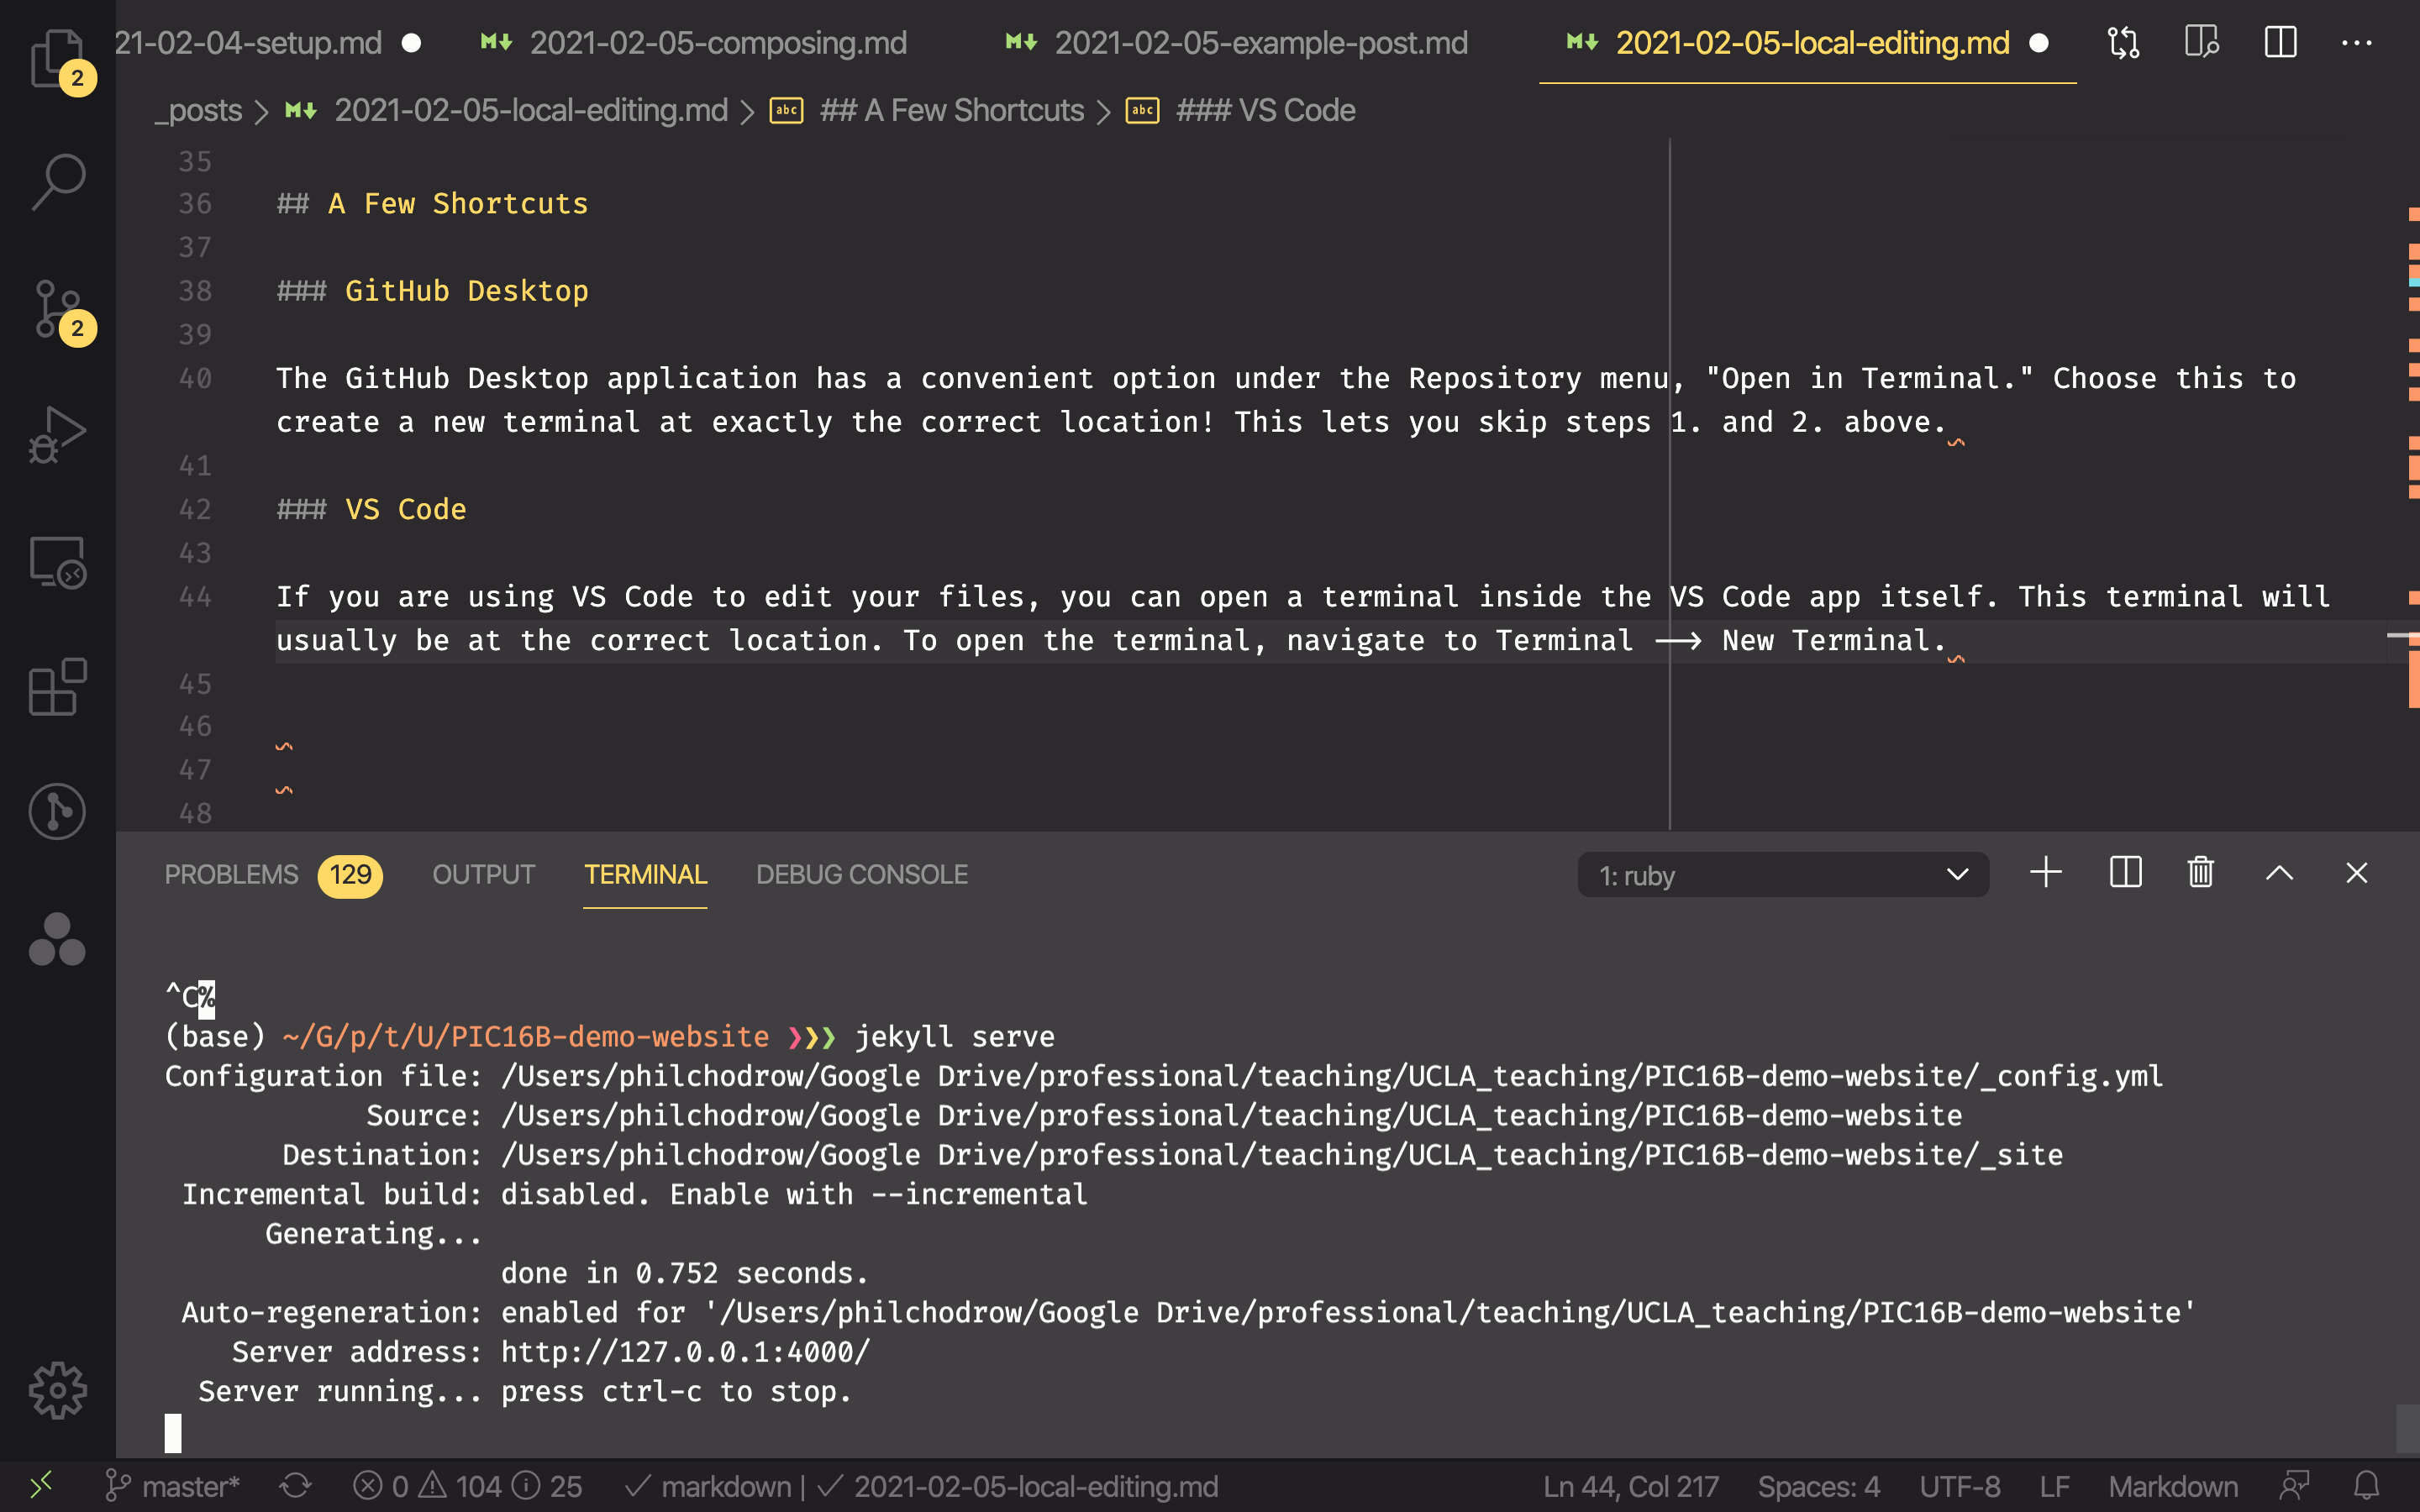 21-02-04-setup.md
2021-02-05-composing.md
2021-02-05-example-post.md
2021-02-05-local-editing.md
_posts > 2021-02-05-local-editing.md > abc ## A Few Shortcuts > abc ### VS Code
2
2
35
36 ## A Few Shortcuts
37
38 ### GitHub Desktop
39
40 The GitHub Desktop application has a convenient option under the Repository menu, "Open in Terminal." Choose this to
create a new terminal at exactly the correct location! This lets you skip steps 1. and 2. above.
41
42 ### VS Code
43
44 If you are using VS Code to edit your files, you can open a terminal inside the VS Code app itself. This terminal will
usually be at the correct location. To open the terminal, navigate to Terminal ⟶ New Terminal.
45
46
47
48
PROBLEMS 129 OUTPUT TERMINAL DEBUG CONSOLE 1: ruby
^C%
(base) ~/G/p/t/U/PIC16B-demo-website ❯❯❯ jekyll serve
Configuration file: /Users/philchodrow/Google Drive/professional/teaching/UCLA_teaching/PIC16B-demo-website/_config.yml
Source: /Users/philchodrow/Google Drive/professional/teaching/UCLA_teaching/PIC16B-demo-website
Destination: /Users/philchodrow/Google Drive/professional/teaching/UCLA_teaching/PIC16B-demo-website/_site
Incremental build: disabled. Enable with --incremental
Generating...
done in 0.752 seconds.
Auto-regeneration: enabled for '/Users/philchodrow/Google Drive/professional/teaching/UCLA_teaching/PIC16B-demo-website'
Server address: http://127.0.0.1:4000/
Server running... press ctrl-c to stop.
master* 0 104 25 markdown | 2021-02-05-local-editing.md Ln 44, Col 217 Spaces: 4 UTF-8 LF Markdown